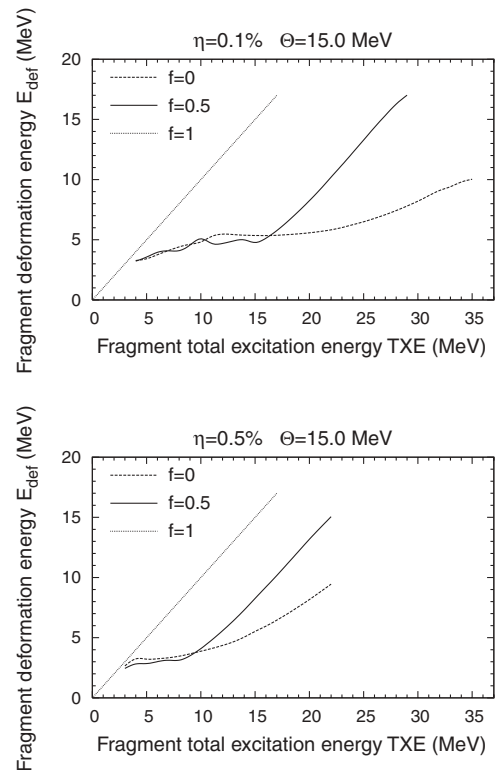 η=0.1% Θ=15.0 MeV
Fragment deformation energy E_def (MeV)
20
15
10
5
0
f=0
f=0.5
f=1
0 5 10 15 20 25 30 35
Fragment total excitation energy TXE (MeV)
η=0.5% Θ=15.0 MeV
Fragment deformation energy E_def (MeV)
20
15
10
5
0
f=0
f=0.5
f=1
0 5 10 15 20 25 30 35
Fragment total excitation energy TXE (MeV)